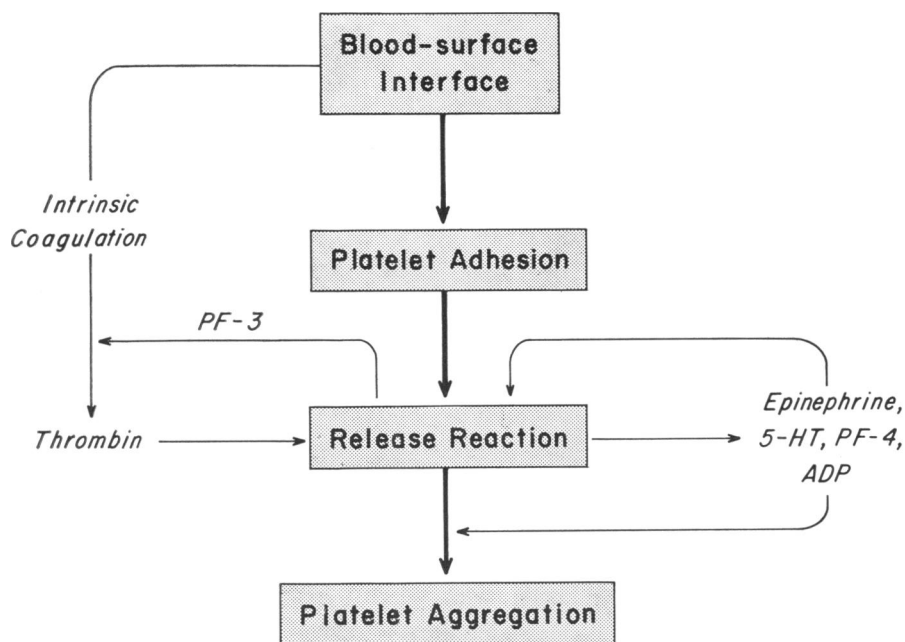 Blood-surface
Interface
Intrinsic
Coagulation
Platelet Adhesion
PF-3
Thrombin
Release Reaction
Epinephrine,
5-HT, PF-4,
ADP
Platelet Aggregation